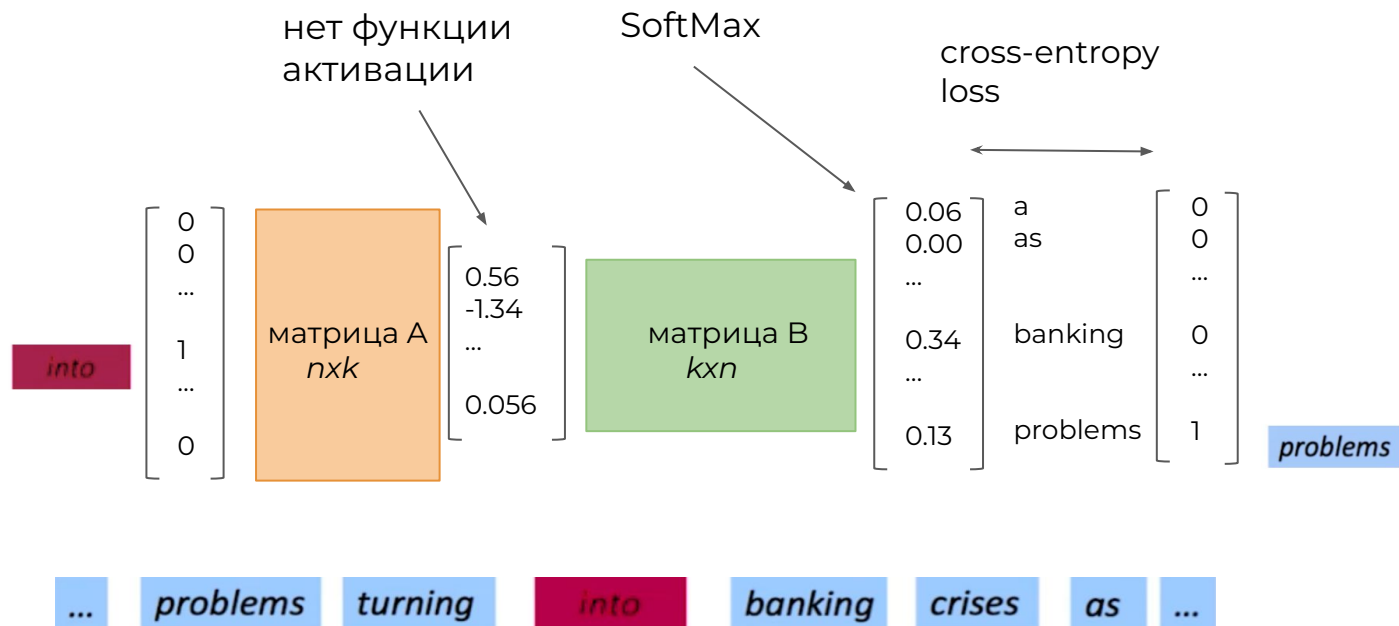 нет функции
активации
SoftMax
cross-entropy
loss
into
0
0
...
1
...
0
матрица А
nxk
0.56
-1.34
...
0.056
матрица В
kxn
0.06
0.00
...
0.34
...
0.13
a
as
banking
problems
0
0
...
0
...
1
problems
... problems turning into banking crises as ...